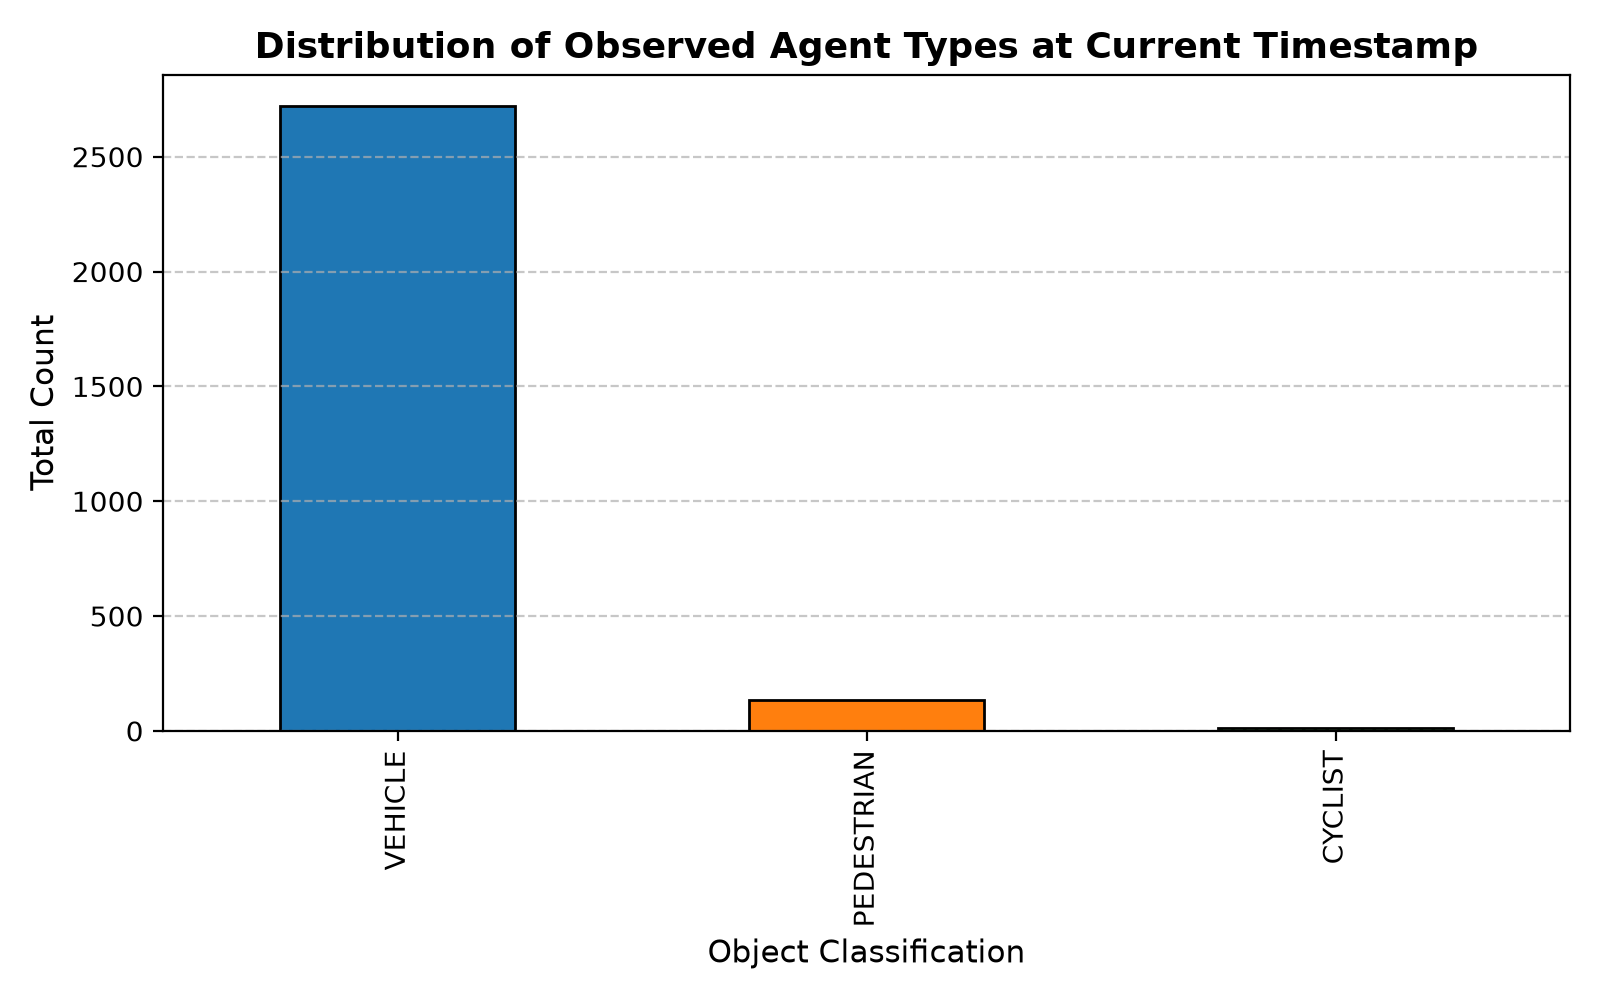 Distribution of Observed Agent Types at Current Timestamp
Total Count
2500
2000
1500
1000
500
0
VEHICLE
PEDESTRIAN
CYCLIST
Object Classification